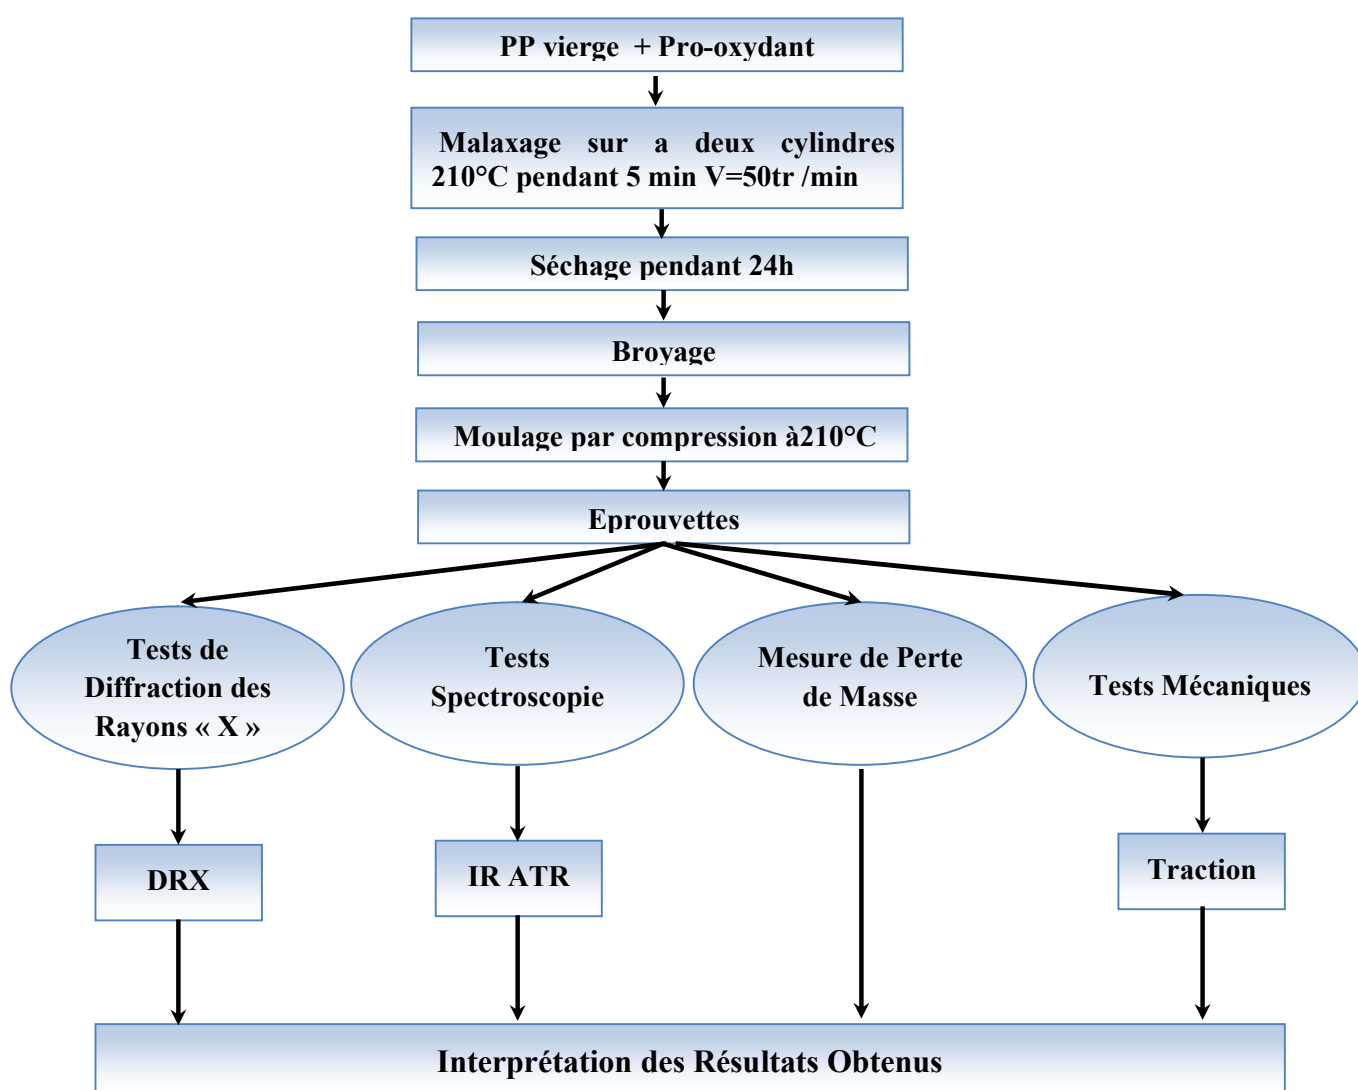 PP vierge + Pro-oxydant
Malaxage sur a deux cylindres
210°C pendant 5 min V=50tr /min
Séchage pendant 24h
Broyage
Moulage par compression à210°C
Eprouvettes
Tests de
Diffraction des
Rayons « X »
Tests
Spectroscopie
Mesure de Perte
de Masse
Tests Mécaniques
DRX
IR ATR
Traction
Interprétation des Résultats Obtenus